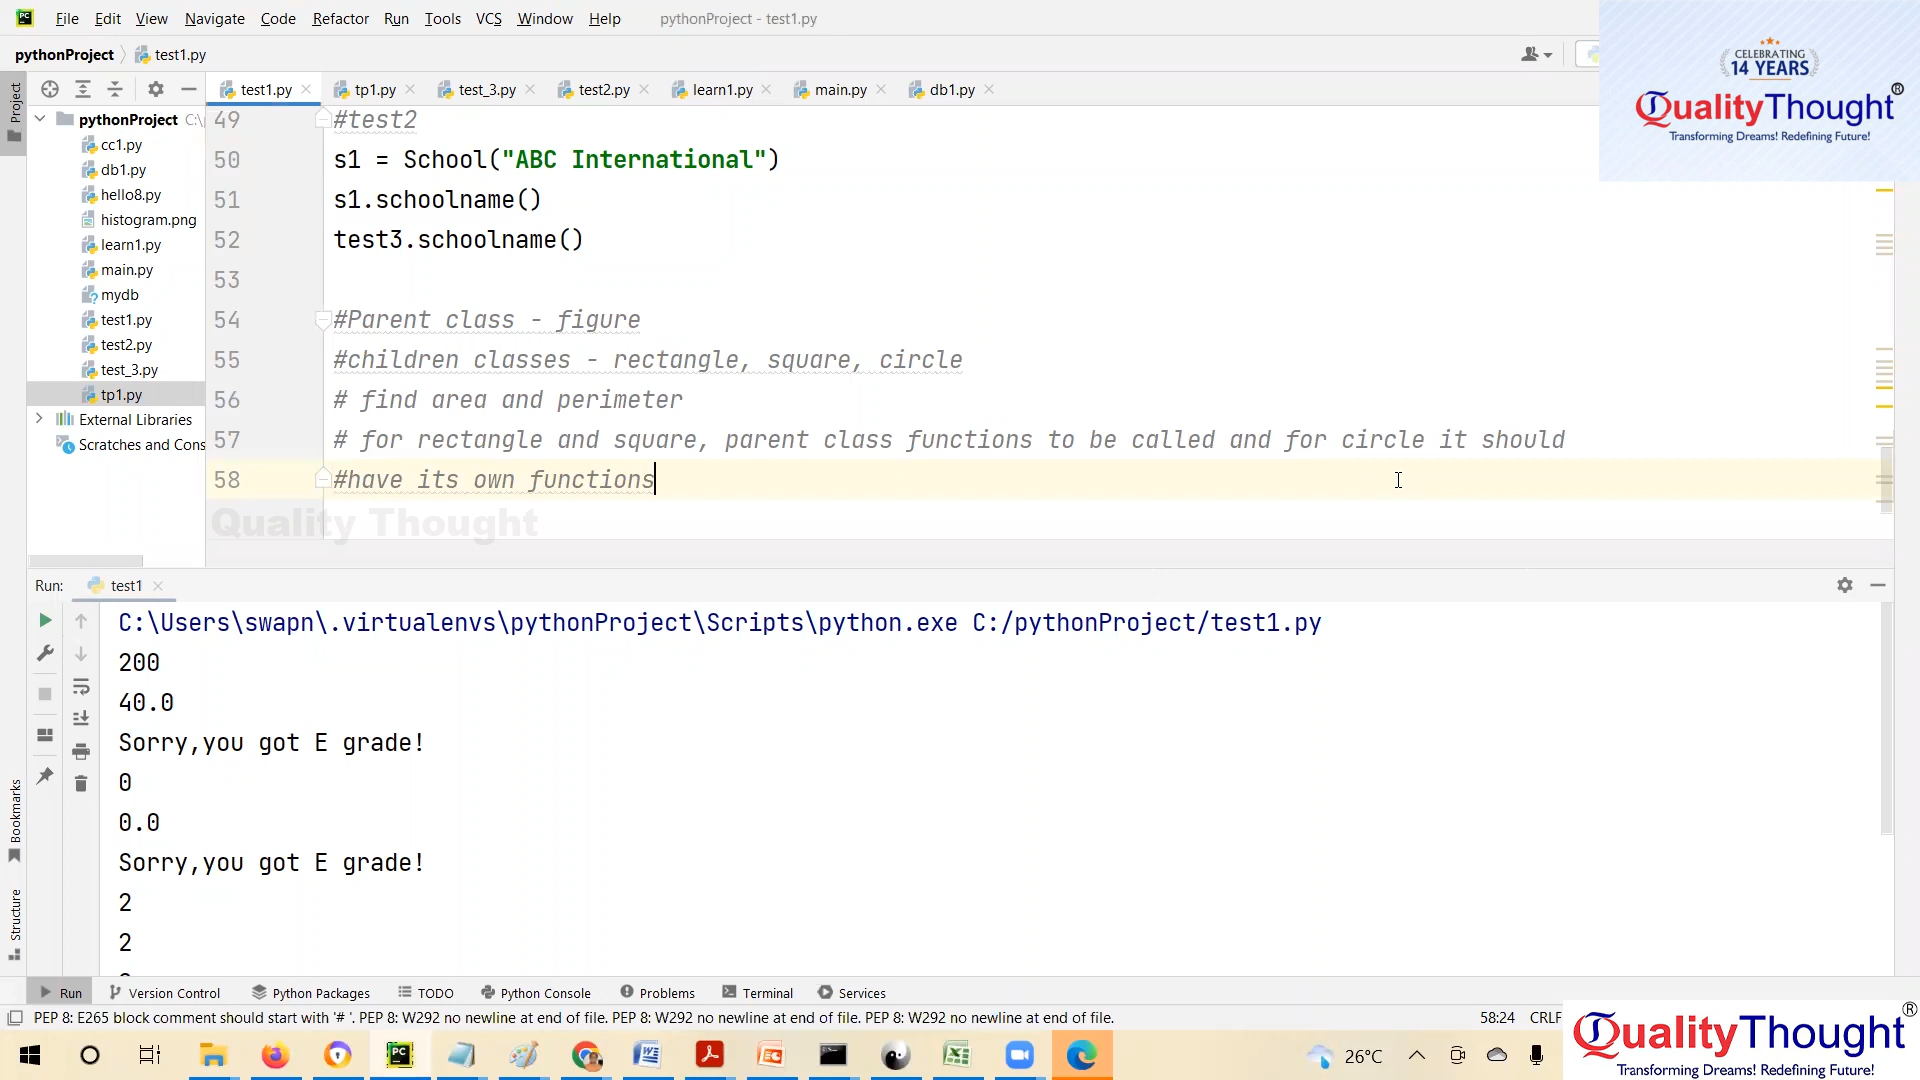 File Edit View Navigate Code Refactor Run Tools VCS Window Help pythonProject - test1.py
pythonProject test1.py
CELEBRATING
14 YEARS
QualityThought®
Transforming Dreams! Redefining Future!
Project
test1.py tp1.py test_3.py test2.py learn1.py main.py db1.py
pythonProject
cc1.py
db1.py
hello8.py
histogram.png
learn1.py
main.py
mydb
test1.py
test2.py
test_3.py
tp1.py
External Libraries
Scratches and Cons
49 #test2
50 s1 = School("ABC International")
51 s1.schoolname()
52 test3.schoolname()
53
54 #Parent class - figure
55 #children classes - rectangle, square, circle
56 # find area and perimeter
57 # for rectangle and square, parent class functions to be called and for circle it should
58 #have its own functions
Quality Thought
Run: test1
C:\Users\swapn\.virtualenvs\pythonProject\Scripts\python.exe C:/pythonProject/test1.py
200
40.0
Sorry,you got E grade!
0
0.0
Sorry,you got E grade!
2
2
Bookmarks
Structure
Run Version Control Python Packages TODO Python Console Problems Terminal Services
PEP 8: E265 block comment should start with '# '. PEP 8: W292 no newline at end of file. PEP 8: W292 no newline at end of file. PEP 8: W292 no newline at end of file. 58:24 CRLF
26°C
QualityThought®
Transforming Dreams! Redefining Future!